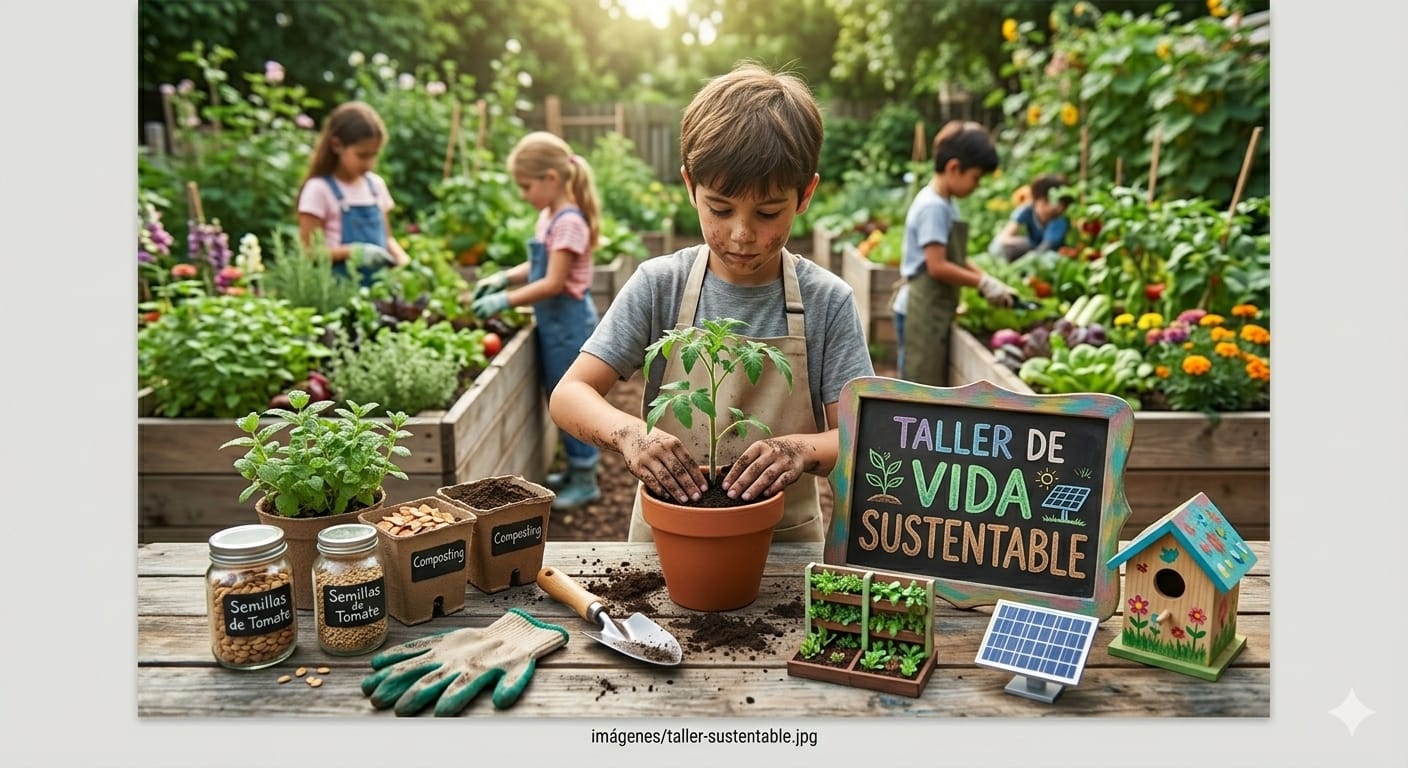 TALLER DE
VIDA
SUSTENTABLE
Composting
Composting
Semillas
de Tomate
Semillas
de
Tomate
imágenes/taller-sustentable.jpg